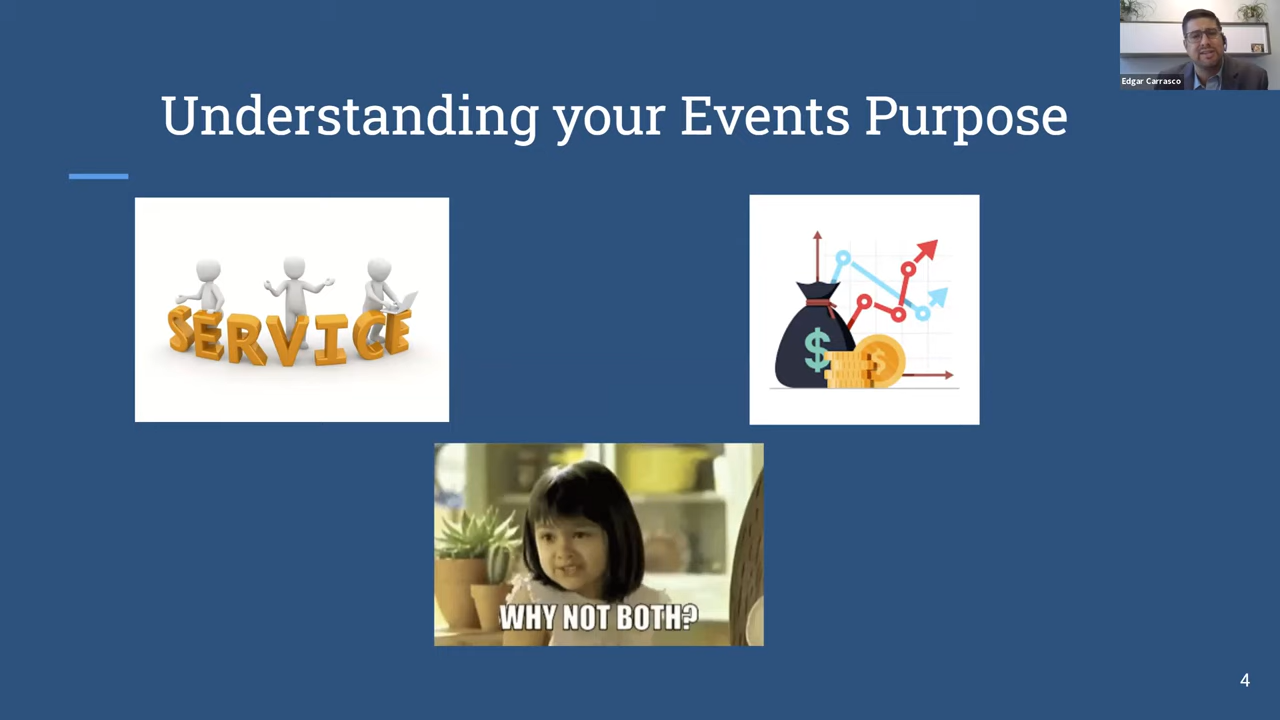 Edgar Carrasco
Understanding your Events Purpose
SERVICE
$
$
WHY NOT BOTH?
4